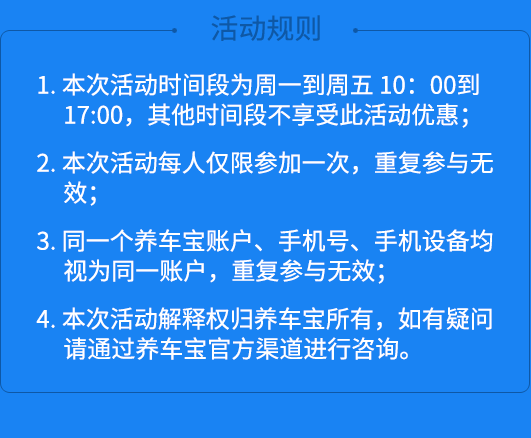 活动规则
1. 本次活动时间段为周一到周五 10：00到
17:00，其他时间段不享受此活动优惠；
2. 本次活动每人仅限参加一次，重复参与无
效；
3. 同一个养车宝账户、手机号、手机设备均
视为同一账户，重复参与无效；
4. 本次活动解释权归养车宝所有，如有疑问
请通过养车宝官方渠道进行咨询。